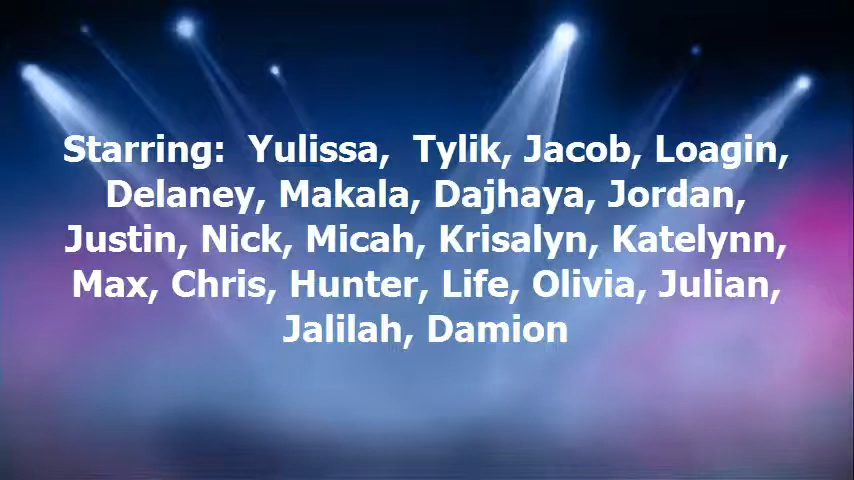 Starring:  Yulissa,  Tylik, Jacob, Loagin,
Delaney, Makala, Dajhaya, Jordan,
Justin, Nick, Micah, Krisalyn, Katelynn,
Max, Chris, Hunter, Life, Olivia, Julian,
Jalilah, Damion